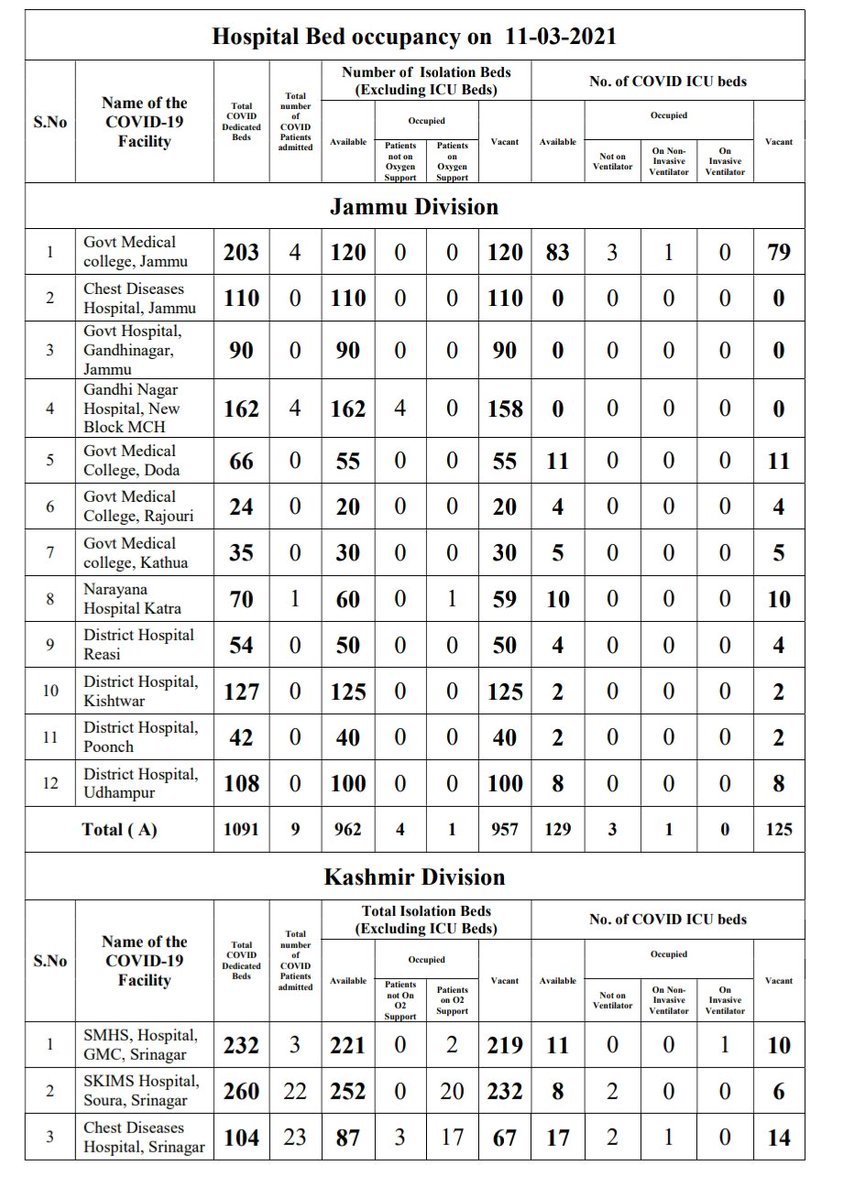 Hospital Bed occupancy on 11-03-2021
S.No
Name of the
COVID-19
Facility
Total
COVID
Dedicated
Beds
Total
number
of
COVID
Patients
admitted
Number of Isolation Beds
(Excluding ICU Beds)
No. of COVID ICU beds
Available
Occupied
Patients
not on
Oxygen
Support
Patients
on
Oxygen
Support
Vacant
Available
Occupied
Not on
Ventilator
On Non-
Invasive
Ventilator
On
Invasive
Ventilator
Vacant
Jammu Division
1 Govt Medical
college, Jammu 203 4 120 0 0 120 83 3 1 0 79
2 Chest Diseases
Hospital, Jammu 110 0 110 0 0 110 0 0 0 0 0
3 Govt Hospital,
Gandhinagar,
Jammu 90 0 90 0 0 90 0 0 0 0 0
4 Gandhi Nagar
Hospital, New
Block MCH 162 4 162 4 0 158 0 0 0 0 0
5 Govt Medical
College, Doda 66 0 55 0 0 55 11 0 0 0 11
6 Govt Medical
College, Rajouri 24 0 20 0 0 20 4 0 0 0 4
7 Govt Medical
college, Kathua 35 0 30 0 0 30 5 0 0 0 5
8 Narayana
Hospital Katra 70 1 60 0 1 59 10 0 0 0 10
9 District Hospital
Reasi 54 0 50 0 0 50 4 0 0 0 4
10 District Hospital,
Kishtwar 127 0 125 0 0 125 2 0 0 0 2
11 District Hospital,
Poonch 42 0 40 0 0 40 2 0 0 0 2
12 District Hospital,
Udhampur 108 0 100 0 0 100 8 0 0 0 8
Total ( A) 1091 9 962 4 1 957 129 3 1 0 125
Kashmir Division
S.No
Name of the
COVID-19
Facility
Total
COVID
Dedicated
Beds
Total
number
of
COVID
Patients
admitted
Total Isolation Beds
(Excluding ICU Beds)
No. of COVID ICU beds
Available
Occupied
Patients
not On
O2
Support
Patients
on O2
Support
Vacant
Available
Occupied
Not on
Ventilator
On Non-
Invasive
Ventilator
On
Invasive
Ventilator
Vacant
1 SMHS, Hospital,
GMC, Srinagar 232 3 221 0 2 219 11 0 0 1 10
2 SKIMS Hospital,
Soura, Srinagar 260 22 252 0 20 232 8 2 0 0 6
3 Chest Diseases
Hospital, Srinagar 104 23 87 3 17 67 17 2 1 0 14